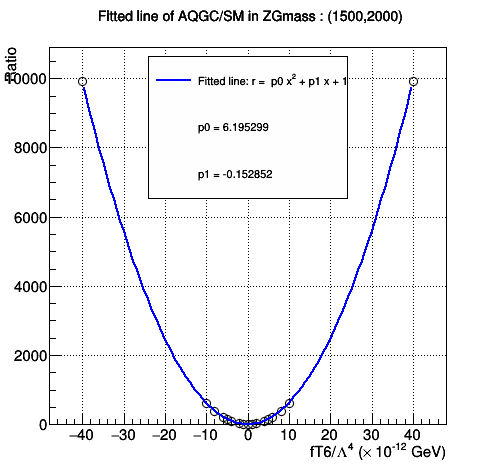 FItted line of AQGC/SM in ZGmass : (1500,2000)
Ratio
Fitted line: r = p0 x² + p1 x + 1
p0 = 6.195299
p1 = -0.152852
10000
8000
6000
4000
2000
0
−40 −30 −20 −10 0 10 20 30 40
fT6/Λ⁴ (× 10⁻¹² GeV)